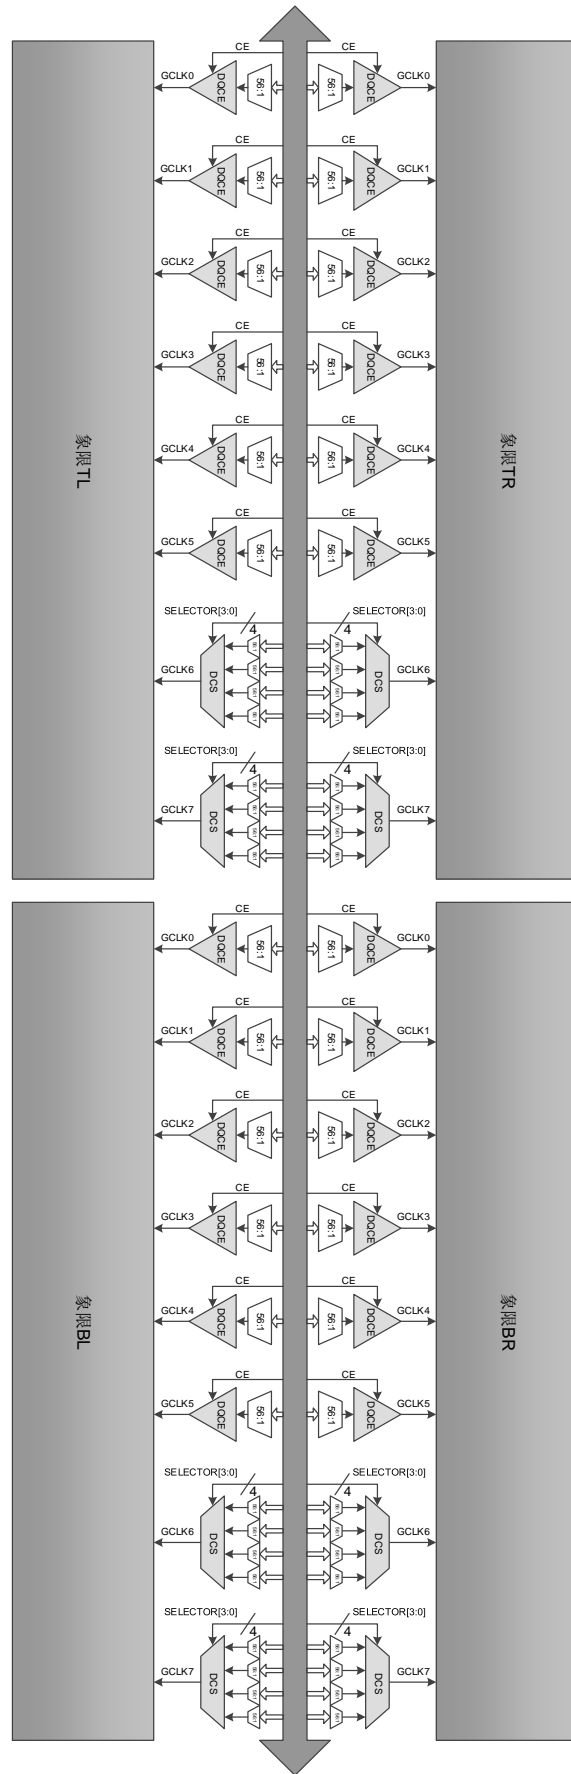 CE CE
GCLK0 DQCE 56:1 56:1 DQCE GCLK0
CE CE
GCLK1 DQCE 56:1 56:1 DQCE GCLK1
CE CE
GCLK2 DQCE 56:1 56:1 DQCE GCLK2
CE CE
GCLK3 DQCE 56:1 56:1 DQCE GCLK3
象限TL
象限TR
CE CE
GCLK4 DQCE 56:1 56:1 DQCE GCLK4
CE CE
GCLK5 DQCE 56:1 56:1 DQCE GCLK5
SELECTOR[3:0] SELECTOR[3:0]
4 4
GCLK6 DCS DCS GCLK6
SELECTOR[3:0] SELECTOR[3:0]
4 4
GCLK7 DCS DCS GCLK7
CE CE
GCLK0 DQCE 56:1 56:1 DQCE GCLK0
CE CE
GCLK1 DQCE 56:1 56:1 DQCE GCLK1
CE CE
GCLK2 DQCE 56:1 56:1 DQCE GCLK2
CE CE
GCLK3 DQCE 56:1 56:1 DQCE GCLK3
象限BL
象限BR
CE CE
GCLK4 DQCE 56:1 56:1 DQCE GCLK4
CE CE
GCLK5 DQCE 56:1 56:1 DQCE GCLK5
SELECTOR[3:0] SELECTOR[3:0]
4 4
GCLK6 DCS DCS GCLK6
SELECTOR[3:0] SELECTOR[3:0]
4 4
GCLK7 DCS DCS GCLK7